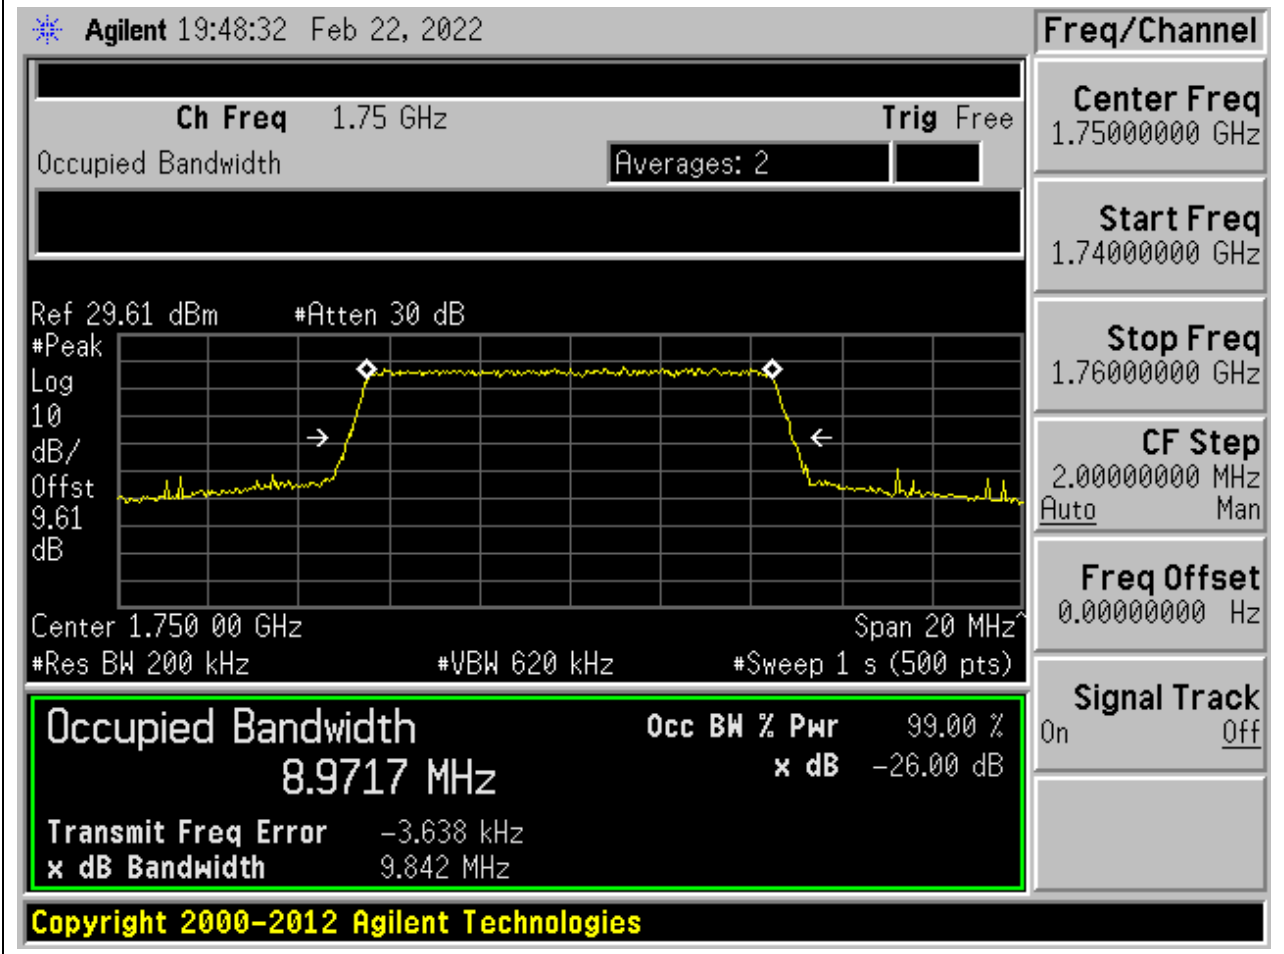 Agilent 19:48:32 Feb 22, 2022
Freq/Channel
Ch Freq 1.75 GHz
Trig Free
Occupied Bandwidth
Averages: 2
Center Freq
1.75000000 GHz
Start Freq
1.74000000 GHz
Stop Freq
1.76000000 GHz
CF Step
2.00000000 MHz
Auto Man
Freq Offset
0.00000000 Hz
Signal Track
On Off
Ref 29.61 dBm #Atten 30 dB
#Peak
Log
10
dB/
Offst
9.61
dB
Center 1.750 00 GHz Span 20 MHz^
#Res BW 200 kHz #VBW 620 kHz #Sweep 1 s (500 pts)
Occupied Bandwidth
8.9717 MHz
Occ BW % Pwr 99.00 %
x dB -26.00 dB
Transmit Freq Error -3.638 kHz
x dB Bandwidth 9.842 MHz
Copyright 2000-2012 Agilent Technologies